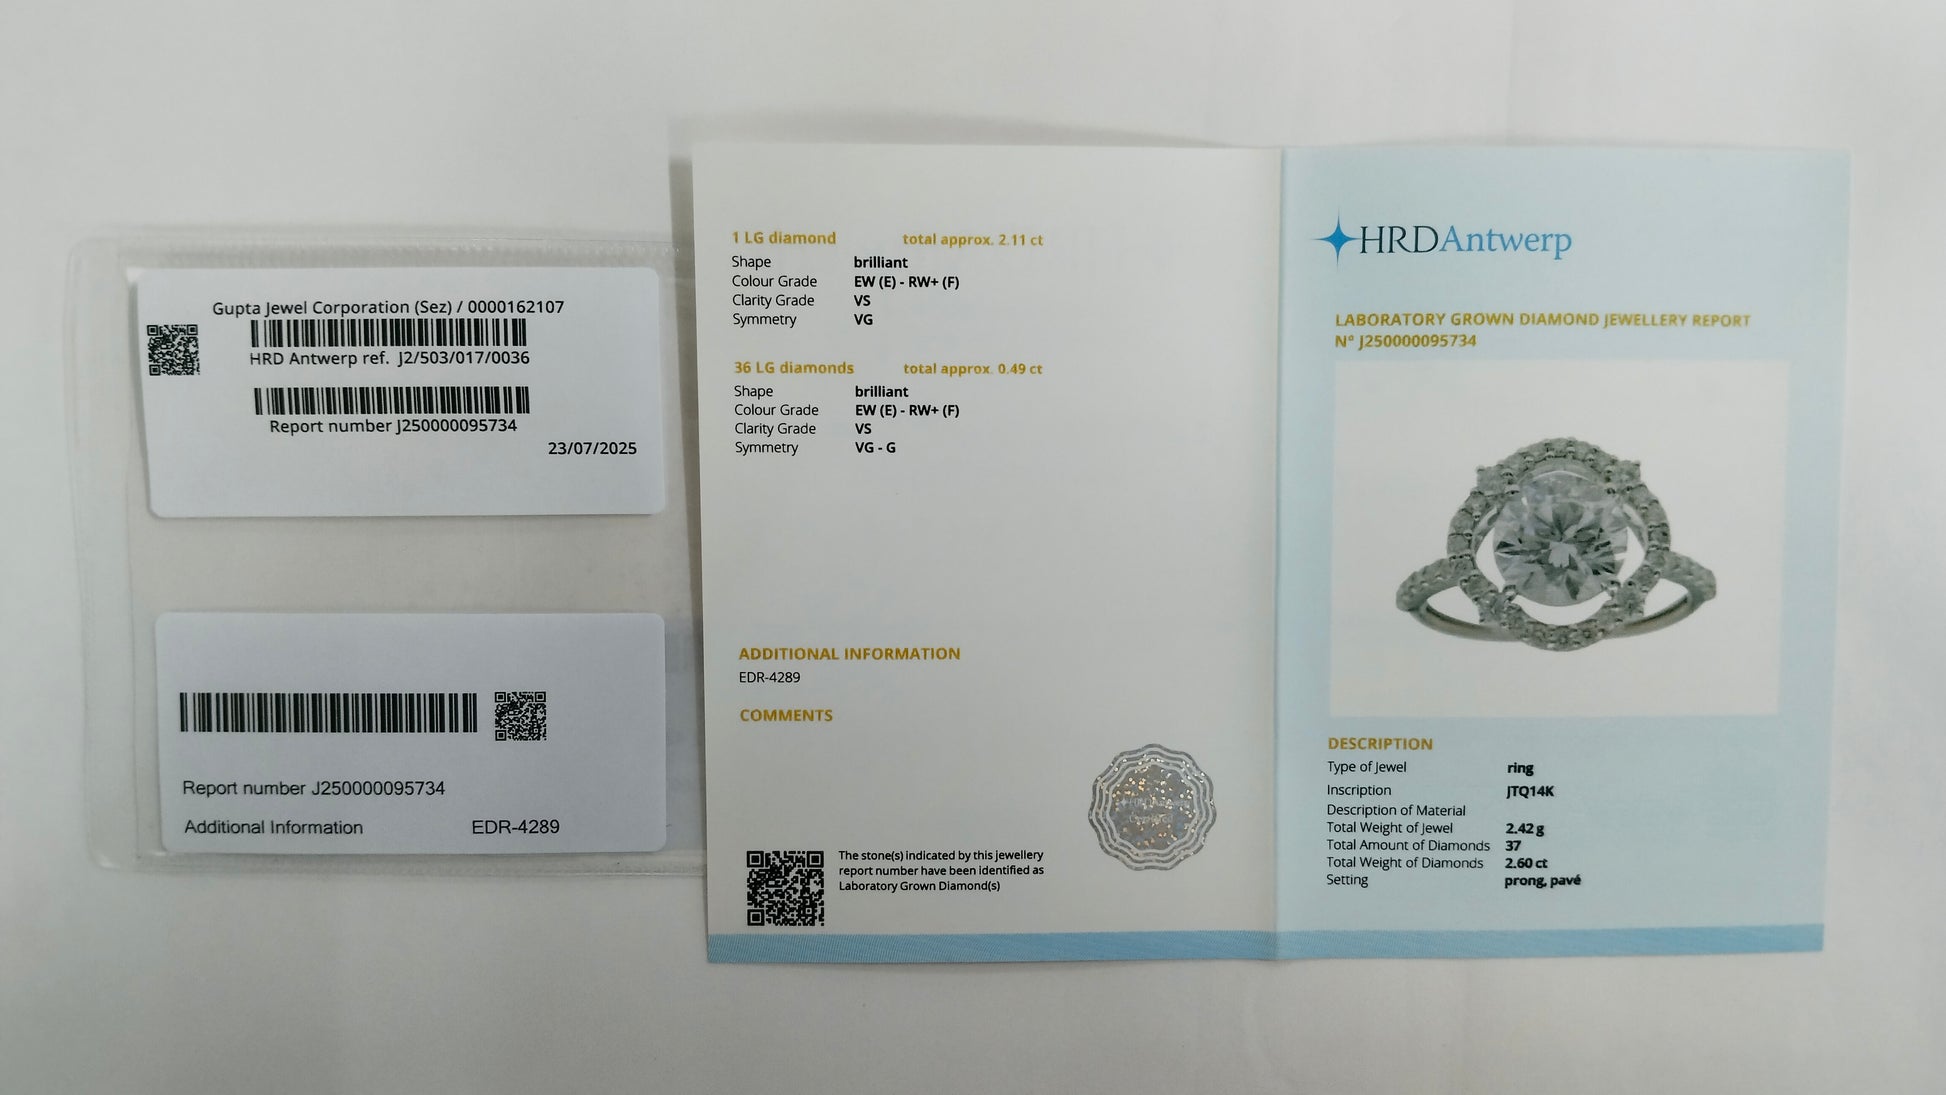 Gupta Jewel Corporation (Sez) / 0000162107
HRD Antwerp ref. J2/503/017/0036
Report number J250000095734
23/07/2025
Report number J250000095734
Additional Information EDR-4289
1 LG diamond total approx. 2.11 ct
Shape brilliant
Colour Grade EW (E) - RW+ (F)
Clarity Grade VS
Symmetry VG
36 LG diamonds total approx. 0.49 ct
Shape brilliant
Colour Grade EW (E) - RW+ (F)
Clarity Grade VS
Symmetry VG - G
ADDITIONAL INFORMATION
EDR-4289
COMMENTS
HRDAntwerp
The stone(s) indicated by this jewellery
report number have been identified as
Laboratory Grown Diamond(s)
HRDAntwerp
LABORATORY GROWN DIAMOND JEWELLERY REPORT
N° J250000095734
DESCRIPTION
Type of Jewel ring
Inscription JTQ14K
Description of Material
Total Weight of Jewel 2.42 g
Total Amount of Diamonds 37
Total Weight of Diamonds 2.60 ct
Setting prong, pavé